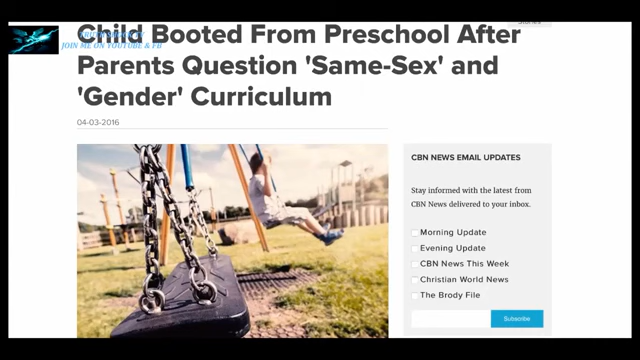 JOIN ME ON YOUTUBE & FB
Child Booted From Preschool After
Parents Question 'Same-Sex' and
'Gender' Curriculum
04-03-2016
CBN NEWS EMAIL UPDATES
Stay informed with the latest from
CBN News delivered to your inbox.
Morning Update
Evening Update
CBN News This Week
Christian World News
The Brody File
Subscribe